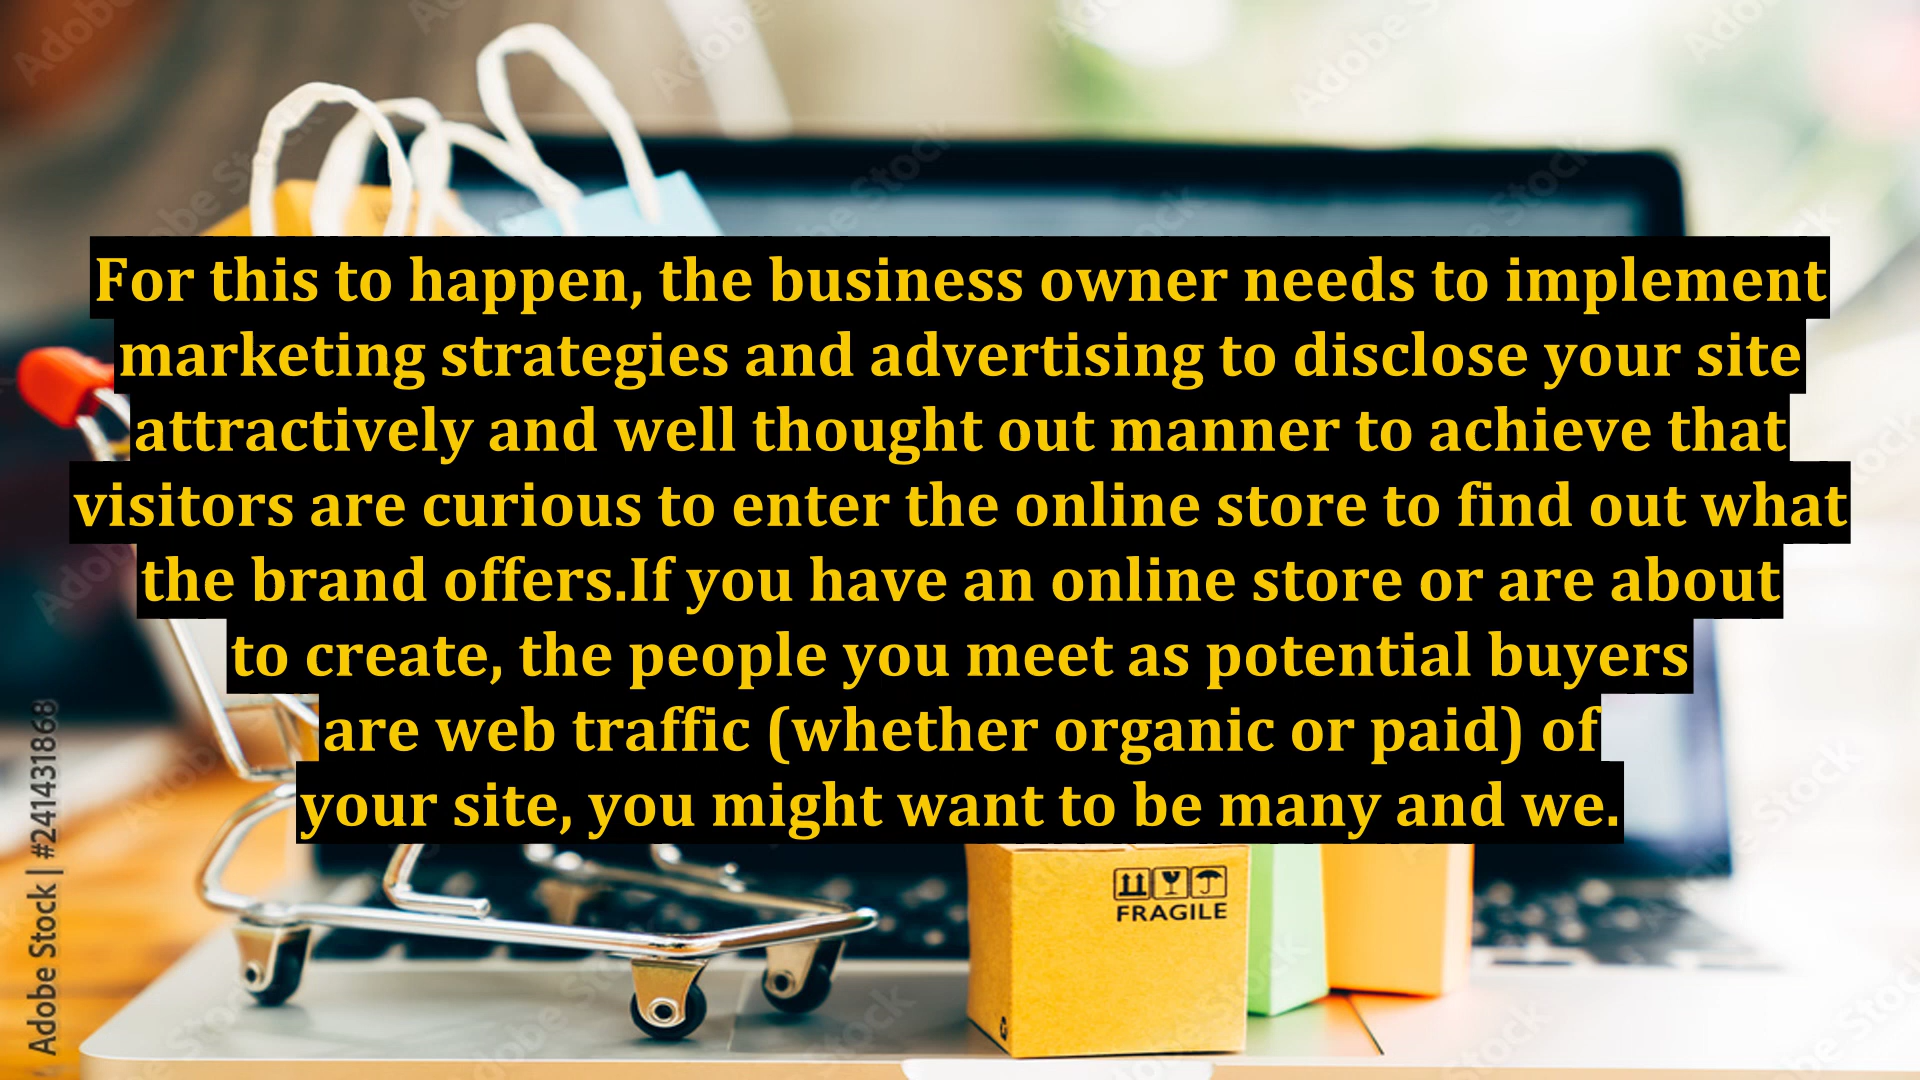 For this to happen, the business owner needs to implement
marketing strategies and advertising to disclose your site
attractively and well thought out manner to achieve that
visitors are curious to enter the online store to find out what
the brand offers.If you have an online store or are about
to create, the people you meet as potential buyers
are web traffic (whether organic or paid) of
your site, you might want to be many and we.
FRAGILE
Adobe Stock | #241431868